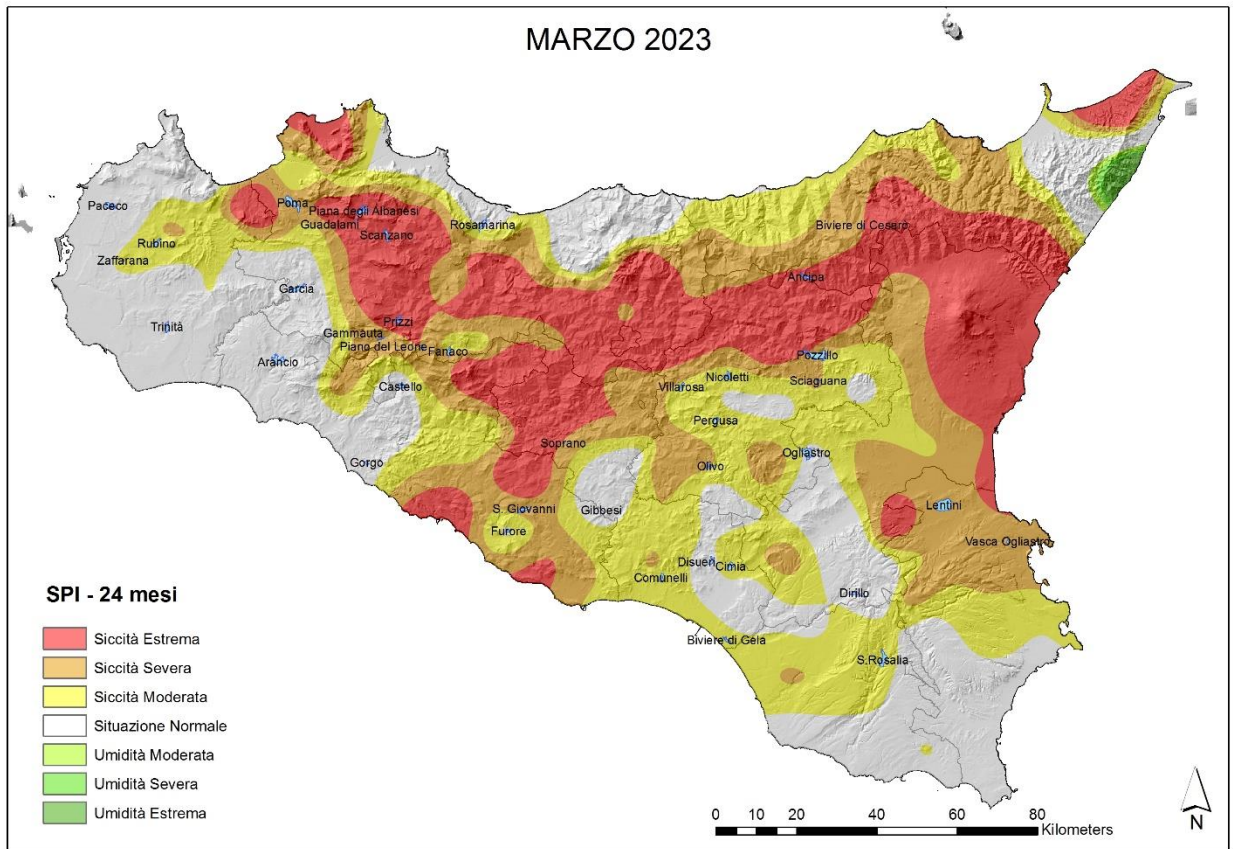 MARZO 2023
Paceco
Poma
Piana degli Albanesi
Guadalami
Scanzano
Rosamarina
Rubino
Zaffarana
Biviere di Cesarò
Garcia
Ancipa
Trinità
Prizzi
Gammauta
Piano del Leone
Fanaco
Arancio
Castello
Pozzillo
Nicoletti
Villarosa
Sciaguana
Pergusa
Soprano
Ogliastro
Gorgo
Olivo
S. Giovanni
Gibbesi
Lentini
Furore
Vasca Ogliastro
Disueri
Cimia
Comunelli
Dirillo
Biviere di Gela
S.Rosalia
SPI - 24 mesi
Siccità Estrema
Siccità Severa
Siccità Moderata
Situazione Normale
Umidità Moderata
Umidità Severa
Umidità Estrema
0 10 20 40 60 80
Kilometers
N